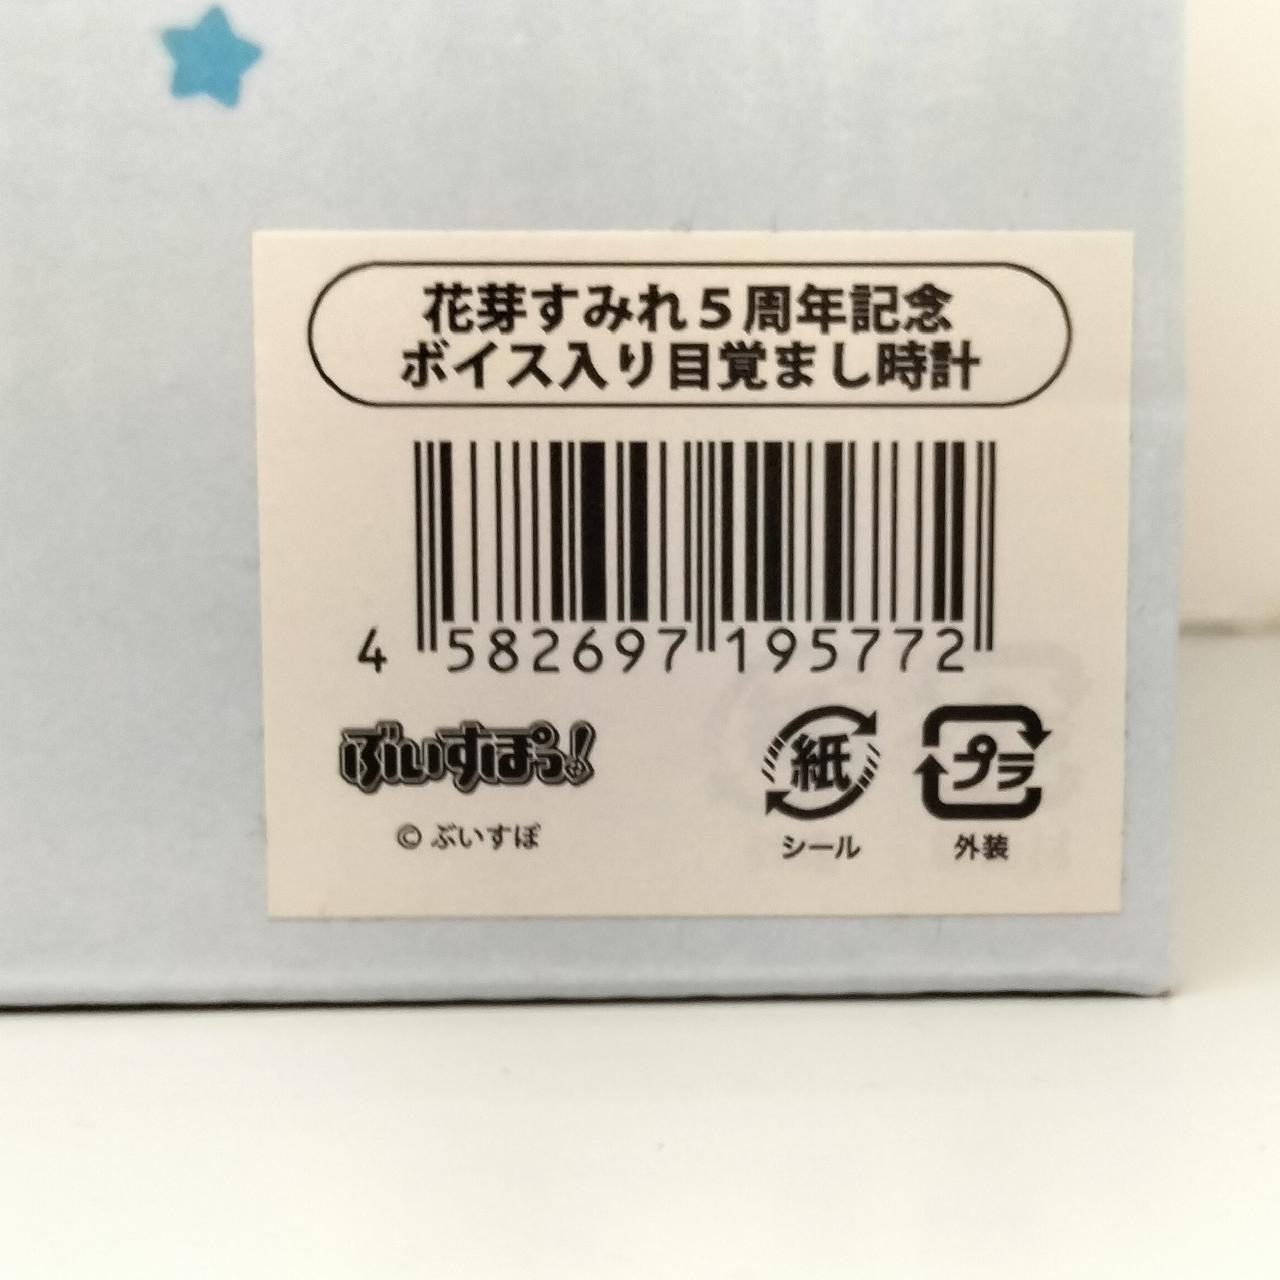 花芽すみれ５周年記念
ボイス入り目覚まし時計
4 582697 195772
ぶいすぽっ!
© ぶいすぽ
紙
シール
プラ
外装